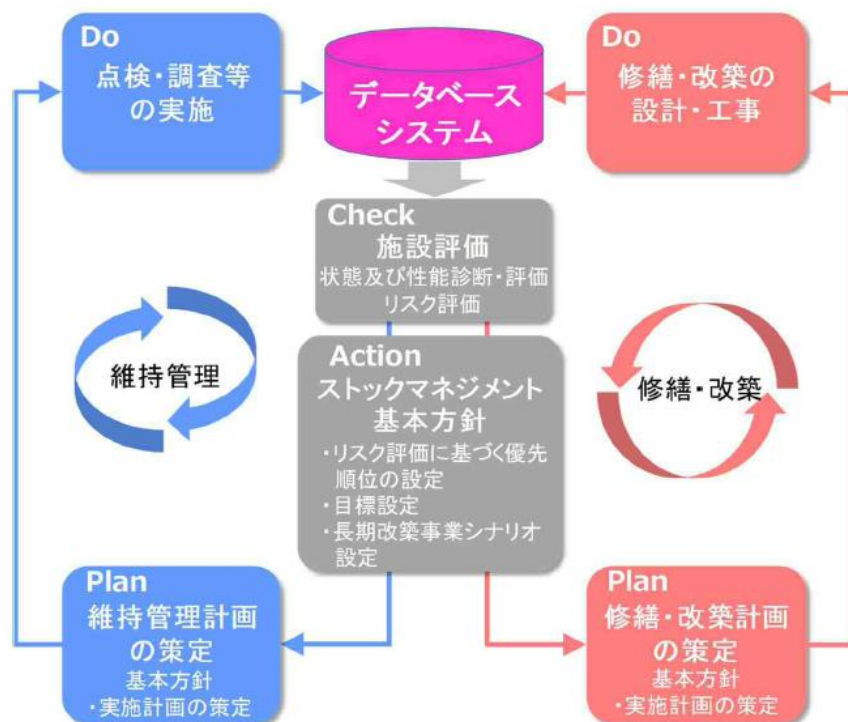 Do
点検・調査等
の実施
データベース
システム
Do
修繕・改築の
設計・工事
Check
施設評価
状態及び性能診断・評価
リスク評価
維持管理
Action
ストックマネジメント
基本方針
・リスク評価に基づく優先
順位の設定
・目標設定
・長期改築事業シナリオ
設定
修繕・改築
Plan
維持管理計画
の策定
基本方針
・実施計画の策定
Plan
修繕・改築計画
の策定
基本方針
・実施計画の策定